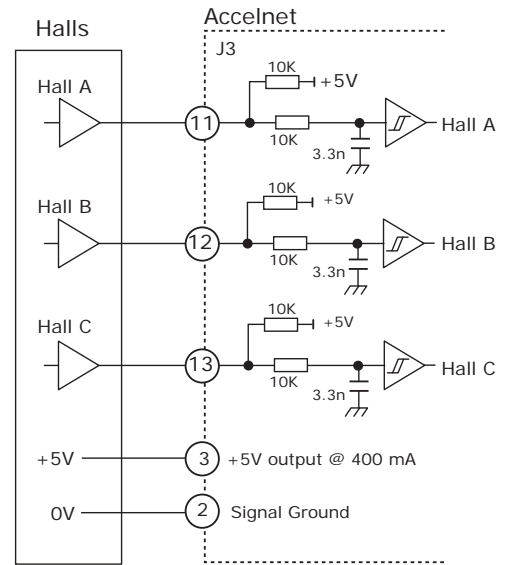 Accelnet
Halls
J3
10K
Hall A
+5V
11
Hall A
10K
3.3n
10K
Hall B
+5V
12
Hall B
10K
3.3n
10K
Hall C
+5V
13
Hall C
10K
3.3n
+5V
3
+5V output @ 400 mA
0V
2
Signal Ground